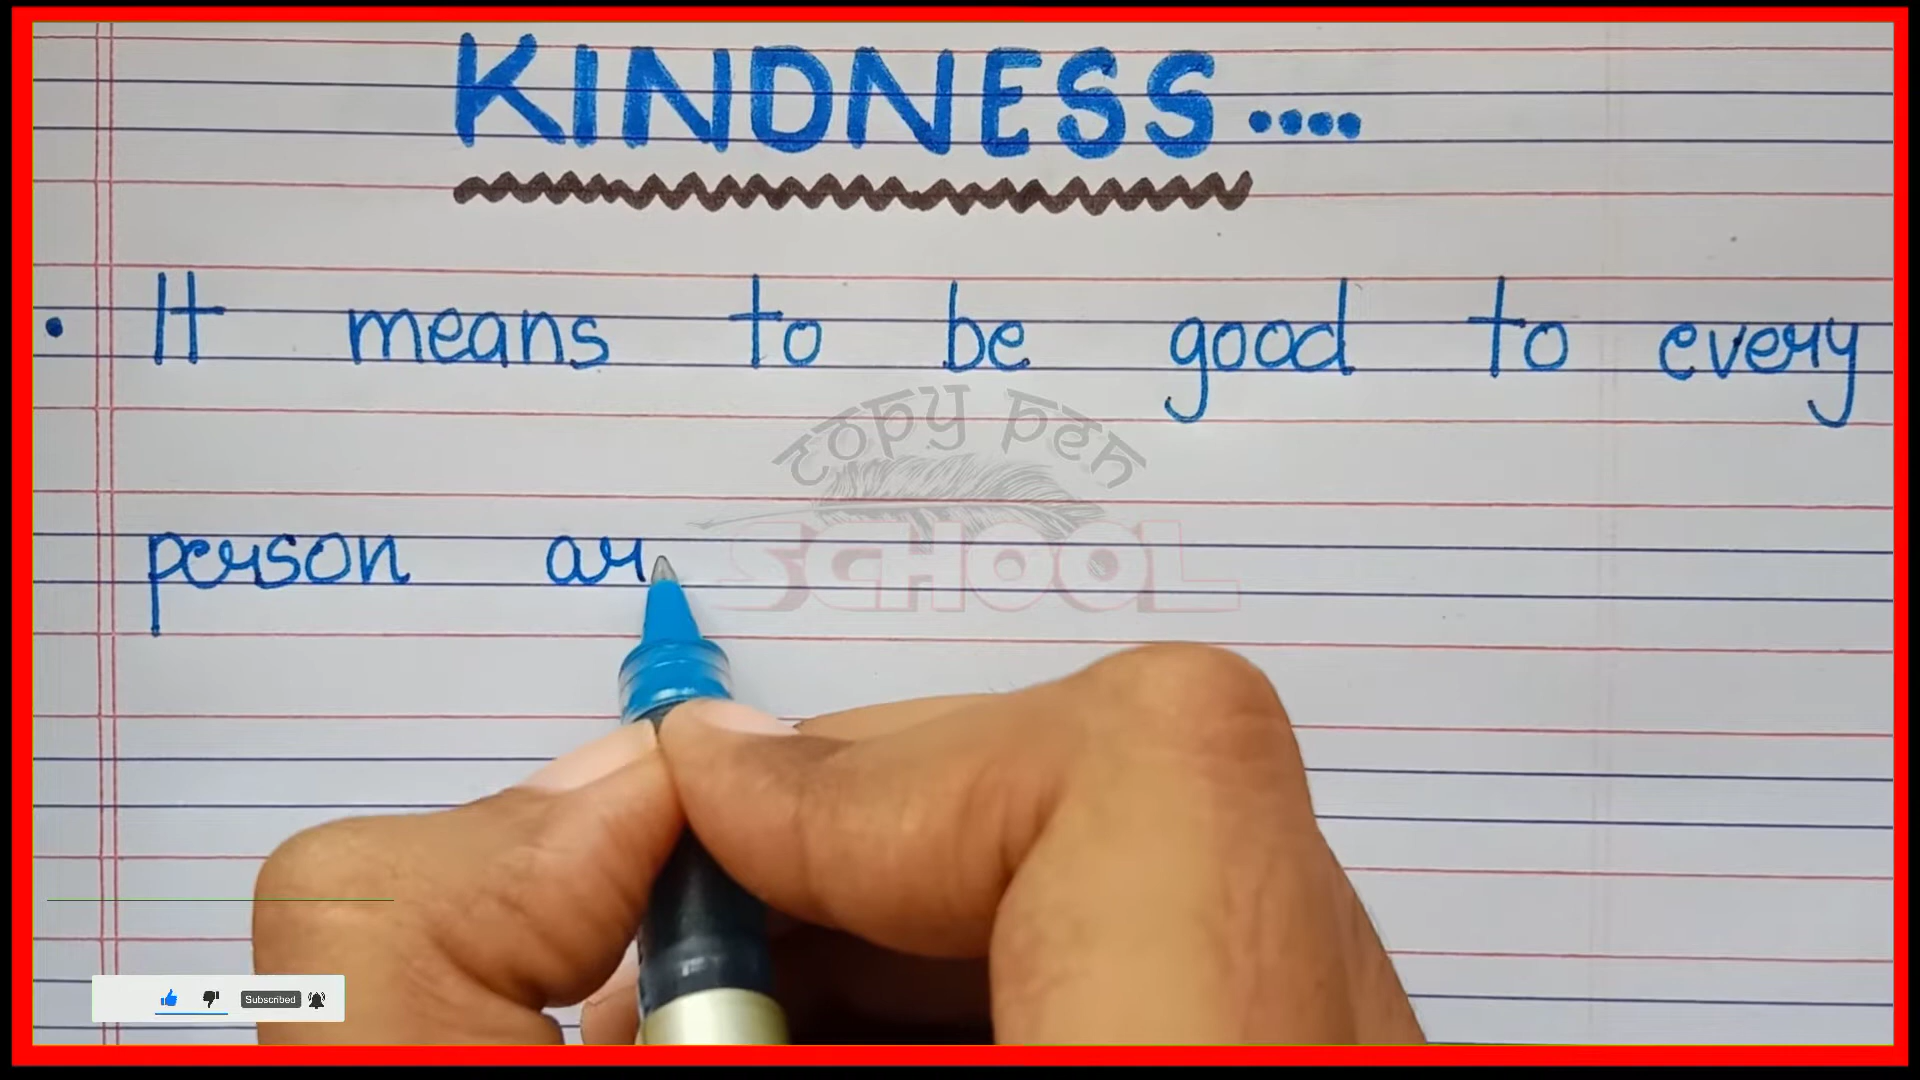 KINDNESS....
• It means to be good to every
copy pen
SCHOOL
person ar
Subscribed